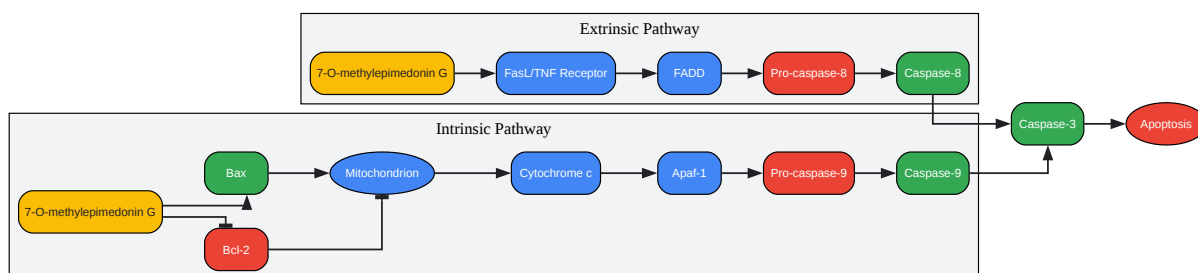 Extrinsic Pathway
7-O-methylepimedonin G
FasL/TNF Receptor
FADD
Pro-caspase-8
Caspase-8
Caspase-3
Apoptosis
Intrinsic Pathway
Bax
Mitochondrion
Cytochrome c
Apaf-1
Pro-caspase-9
Caspase-9
7-O-methylepimedonin G
Bcl-2